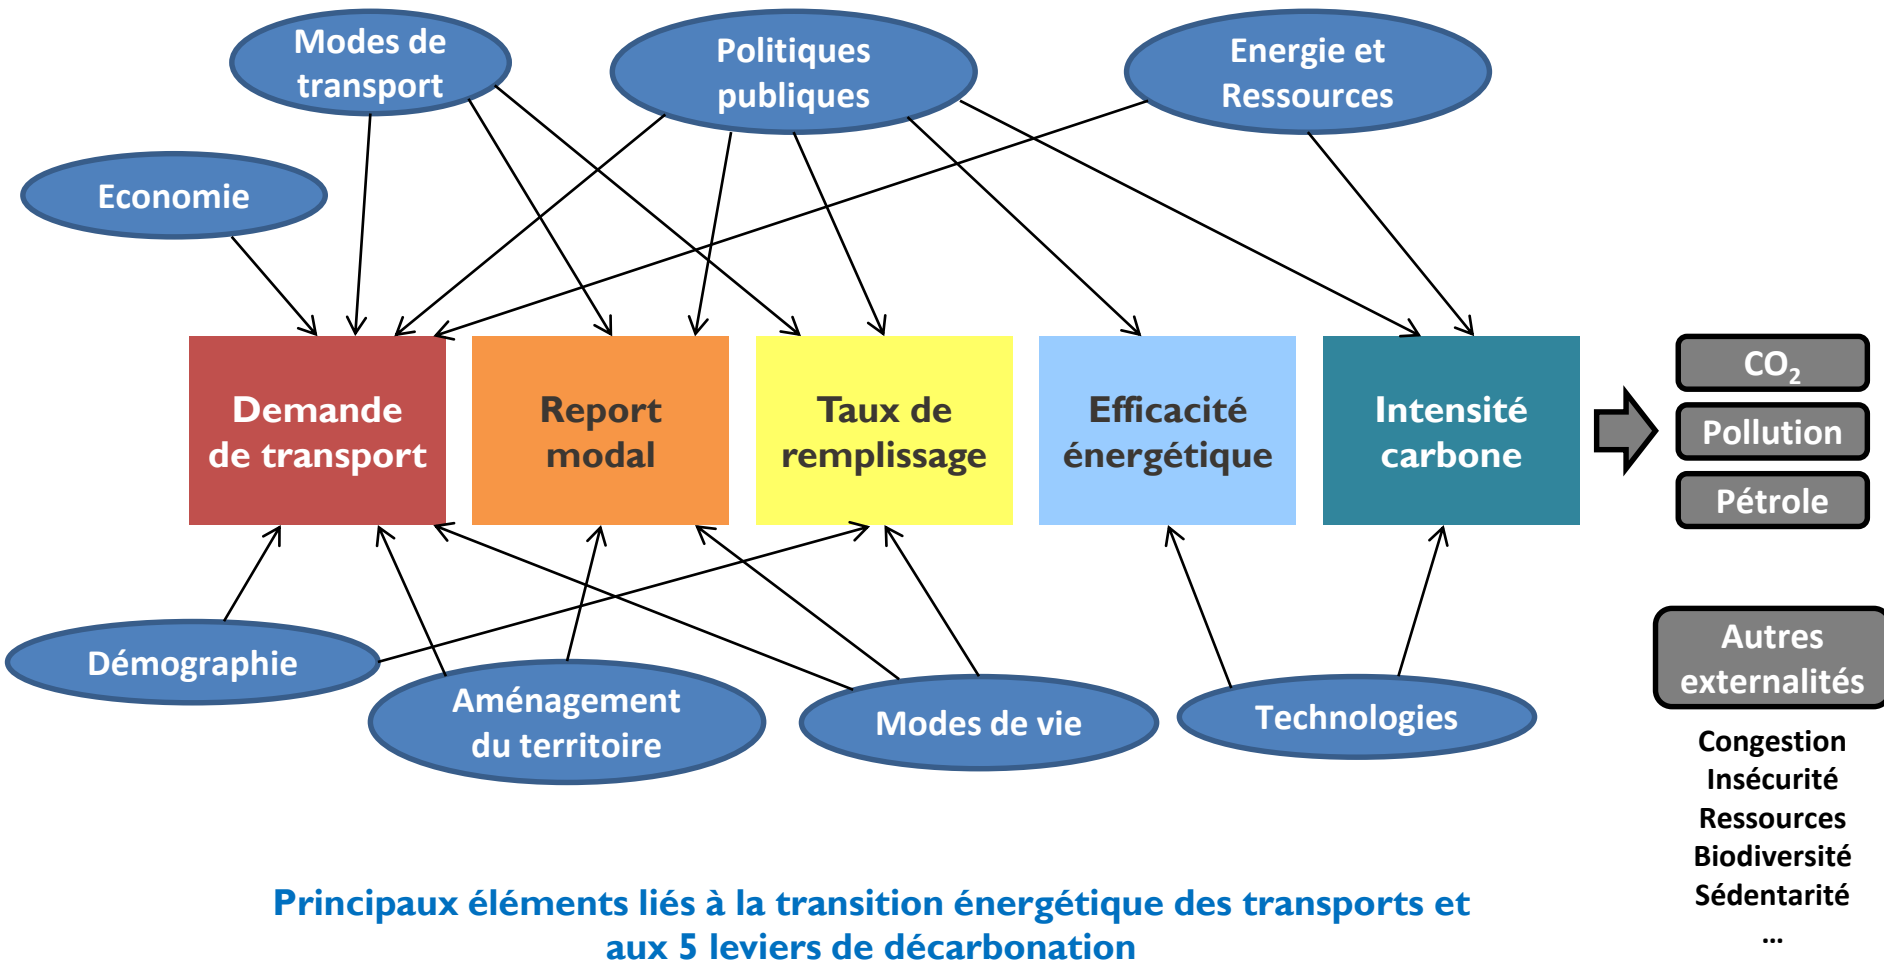 Modes de
transport
Politiques
publiques
Energie et
Ressources
Economie
Demande
de transport
Report
modal
Taux de
remplissage
Efficacité
énergétique
Intensité
carbone
CO₂
Pollution
Pétrole
Démographie
Aménagement
du territoire
Modes de vie
Technologies
Autres
externalités
Congestion
Insécurité
Ressources
Biodiversité
Sédentarité
...
Principaux éléments liés à la transition énergétique des transports et
aux 5 leviers de décarbonation